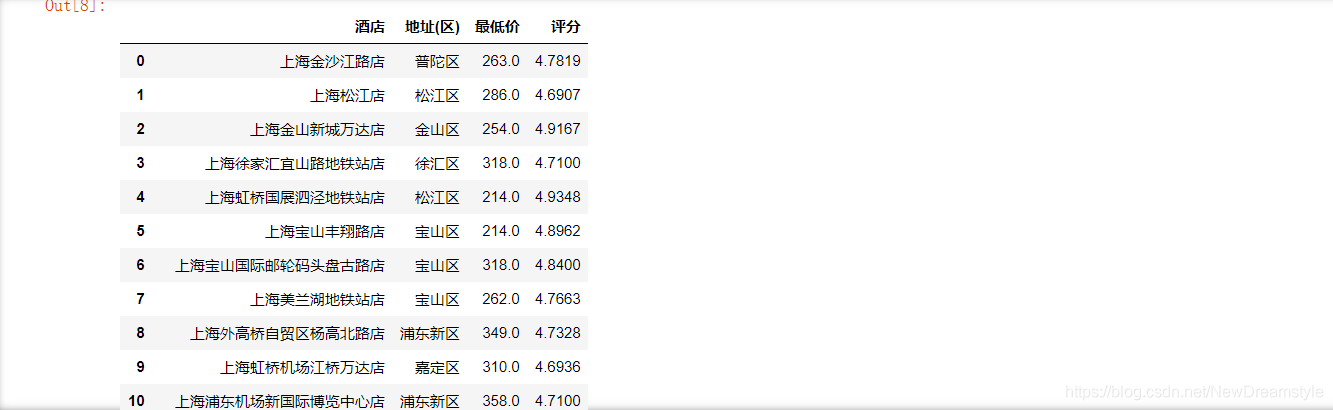 Out[8]:
酒店 地址(区) 最低价 评分
0 上海金沙江路店 普陀区 263.0 4.7819
1 上海松江店 松江区 286.0 4.6907
2 上海金山新城万达店 金山区 254.0 4.9167
3 上海徐家汇宜山路地铁站店 徐汇区 318.0 4.7100
4 上海虹桥国展泗泾地铁站店 松江区 214.0 4.9348
5 上海宝山丰翔路店 宝山区 214.0 4.8962
6 上海宝山国际邮轮码头盘古路店 宝山区 318.0 4.8400
7 上海美兰湖地铁站店 宝山区 262.0 4.7663
8 上海外高桥自贸区杨高北路店 浦东新区 349.0 4.7328
9 上海虹桥机场江桥万达店 嘉定区 310.0 4.6936
10 上海浦东机场新国际博览中心店 浦东新区 358.0 4.7100
https://blog.csdn.net/NewDreamstyle